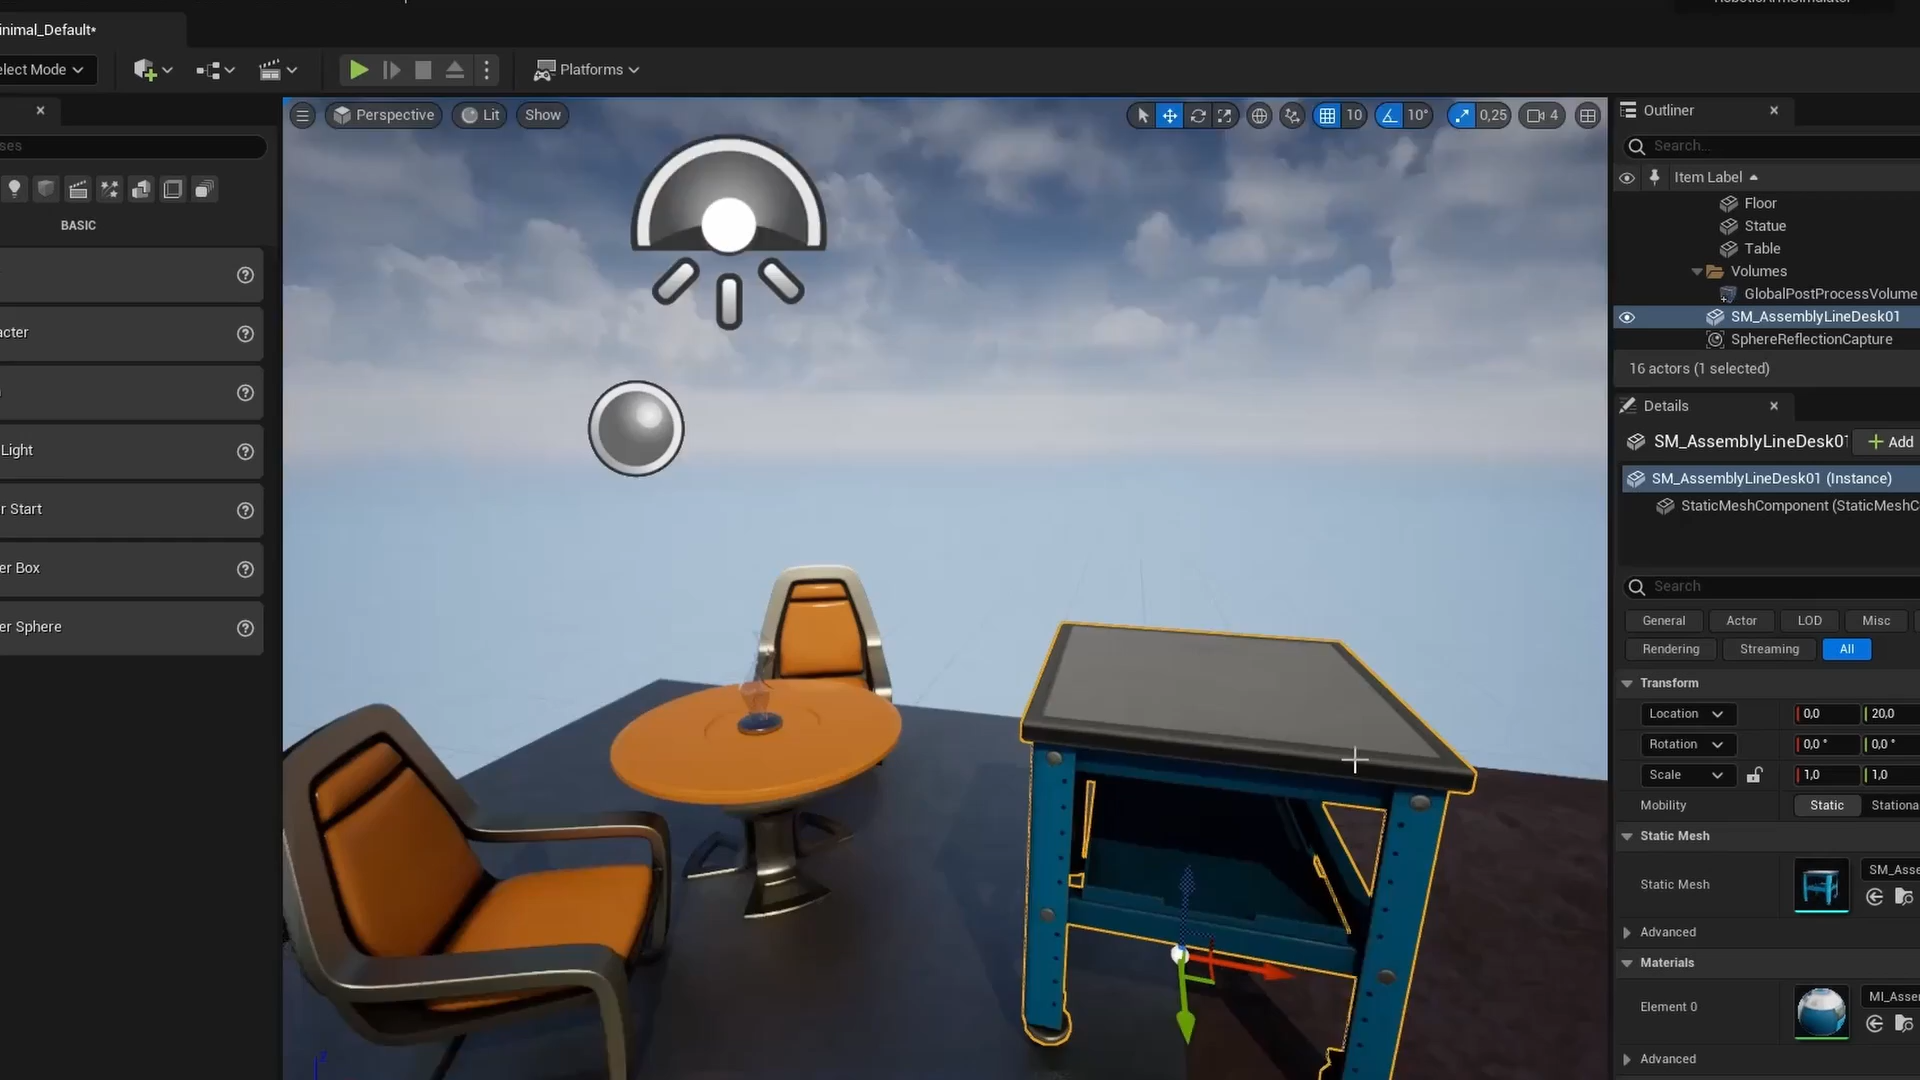 inimal_Default*
elect Mode
Platforms
ses
BASIC
acter
Light
r Start
er Box
er Sphere
Perspective
Lit
Show
10
10°
0,25
4
Outliner
Search...
Item Label
Floor
Statue
Table
Volumes
GlobalPostProcessVolume
SM_AssemblyLineDesk01
SphereReflectionCapture
16 actors (1 selected)
Details
SM_AssemblyLineDesk01
Add
SM_AssemblyLineDesk01 (Instance)
StaticMeshComponent (StaticMeshC
Search
General Actor LOD Misc
Rendering Streaming All
Transform
Location 0,0 20,0
Rotation 0,0° 0,0°
Scale 1,0 1,0
Mobility Static Stationa
Static Mesh
Static Mesh SM_Asse
Advanced
Materials
Element 0 MI_Asse
Advanced